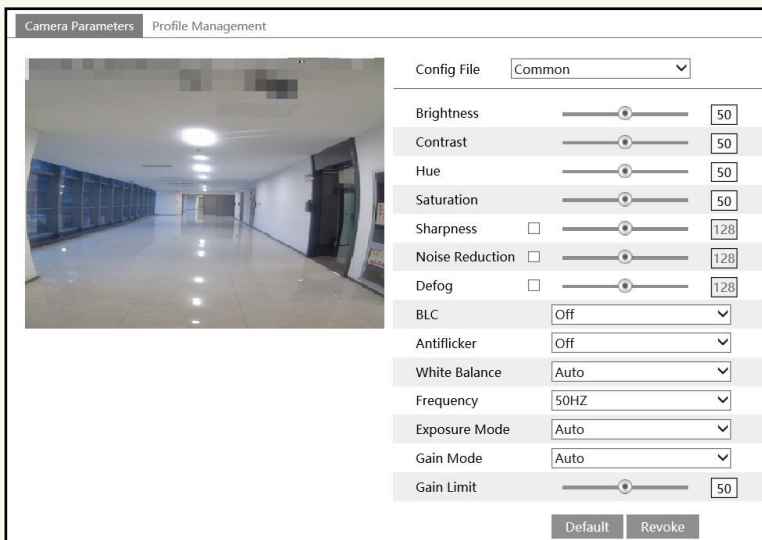 Camera Parameters Profile Management
Config File Common
Brightness 50
Contrast 50
Hue 50
Saturation 50
Sharpness 128
Noise Reduction 128
Defog 128
BLC Off
Antiflicker Off
White Balance Auto
Frequency 50HZ
Exposure Mode Auto
Gain Mode Auto
Gain Limit 50
Default Revoke